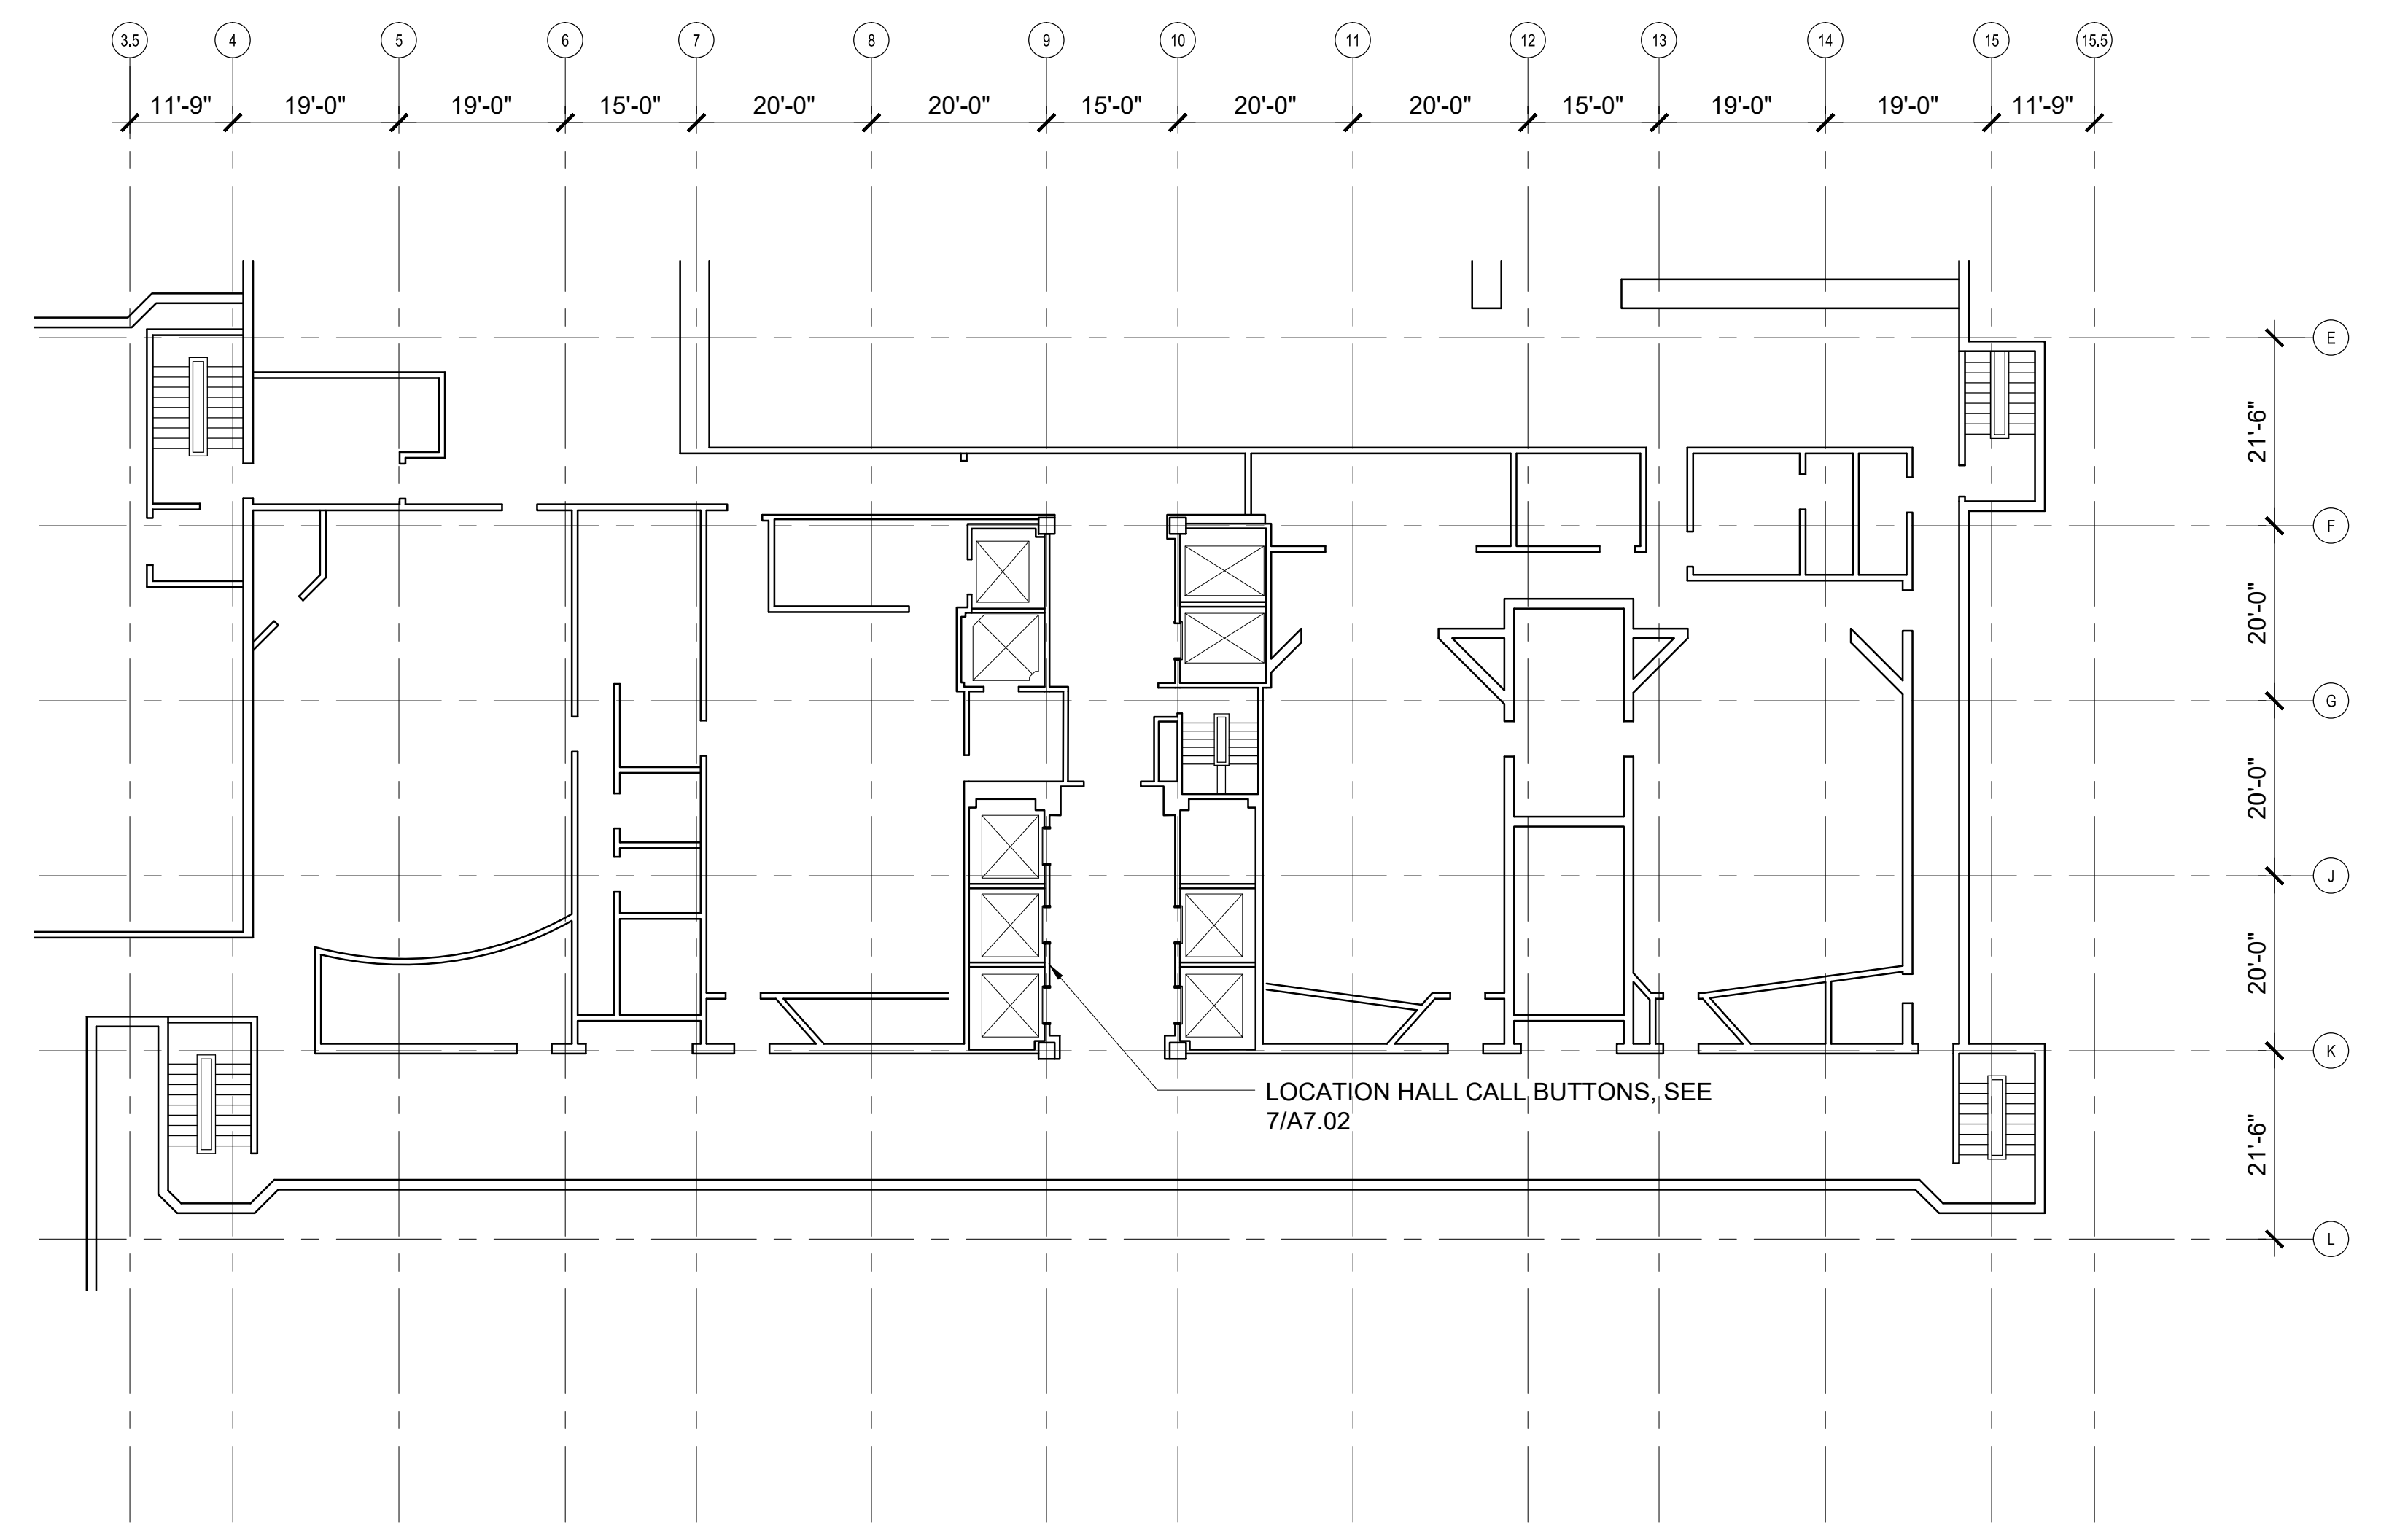 3.5 4 5 6 7 8 9 10 11 12 13 14 15 15.5
11'-9" 19'-0" 19'-0" 15'-0" 20'-0" 20'-0" 15'-0" 20'-0" 20'-0" 15'-0" 19'-0" 19'-0" 11'-9"
E
21'-6"
F
20'-0"
G
20'-0"
J
20'-0"
K
LOCATION HALL CALL BUTTONS, SEE
7/A7.02
21'-6"
L